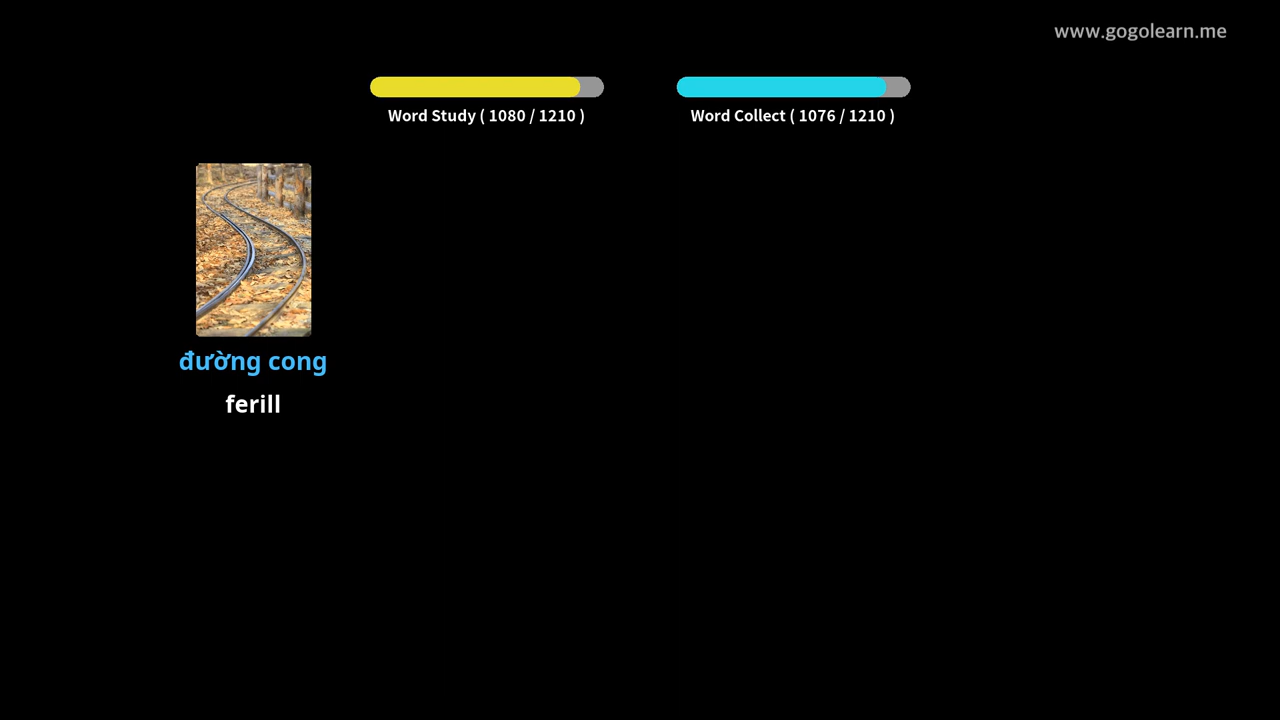 www.gogolearn.me
Word Study ( 1080 / 1210 )
Word Collect ( 1076 / 1210 )
đường cong
ferill